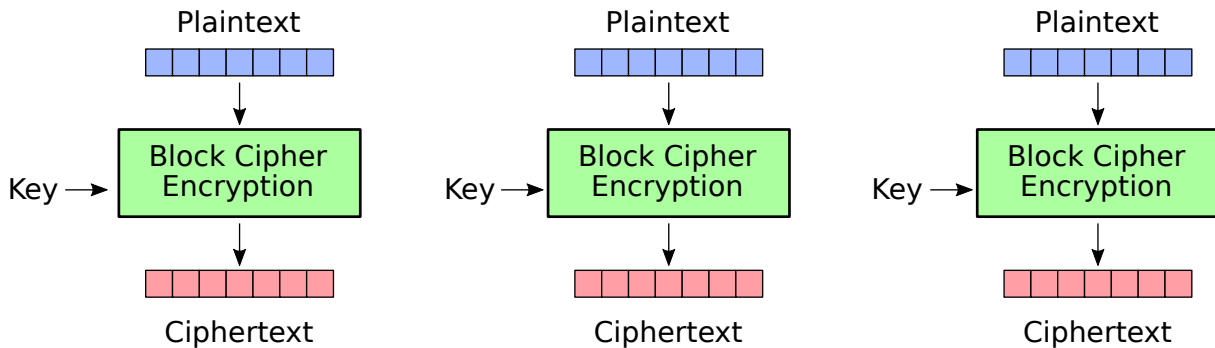 Plaintext Plaintext Plaintext
Block Cipher Block Cipher Block Cipher
Key Encryption Key Encryption Key Encryption
Ciphertext Ciphertext Ciphertext